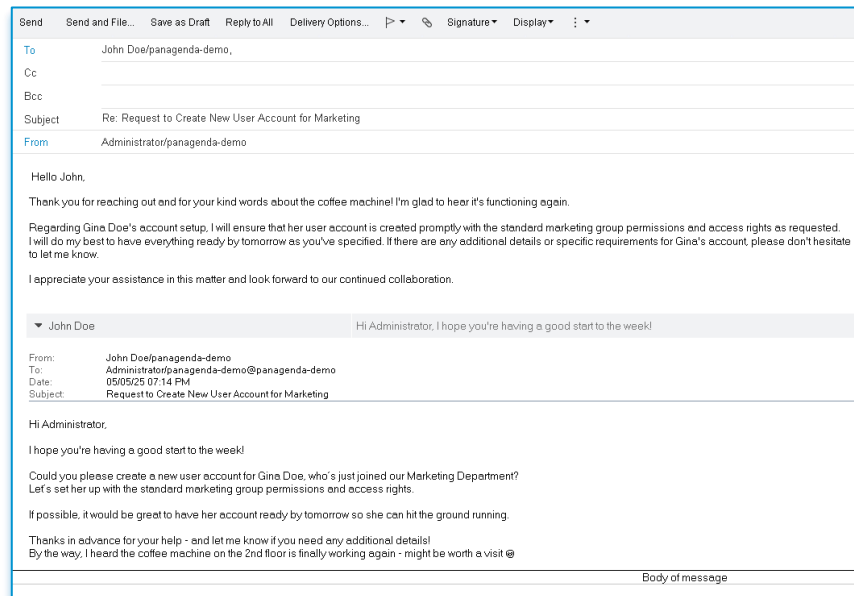 Send Send and File... Save as Draft Reply to All Delivery Options... Signature Display
To John Doe/panagenda-demo,
Cc
Bcc
Subject Re: Request to Create New User Account for Marketing
From Administrator/panagenda-demo
Hello John,
Thank you for reaching out and for your kind words about the coffee machine! I'm glad to hear it's functioning again.
Regarding Gina Doe's account setup, I will ensure that her user account is created promptly with the standard marketing group permissions and access rights as requested.
I will do my best to have everything ready by tomorrow as you've specified. If there are any additional details or specific requirements for Gina's account, please don't hesitate
to let me know.
I appreciate your assistance in this matter and look forward to our continued collaboration.
John Doe Hi Administrator, I hope you're having a good start to the week!
From: John Doe/panagenda-demo
To: Administrator/panagenda-demo@panagenda-demo
Date: 05/05/25 07:14 PM
Subject: Request to Create New User Account for Marketing
Hi Administrator,
I hope you're having a good start to the week!
Could you please create a new user account for Gina Doe, who's just joined our Marketing Department?
Let's set her up with the standard marketing group permissions and access rights.
If possible, it would be great to have her account ready by tomorrow so she can hit the ground running.
Thanks in advance for your help - and let me know if you need any additional details!
By the way, I heard the coffee machine on the 2nd floor is finally working again - might be worth a visit
Body of message